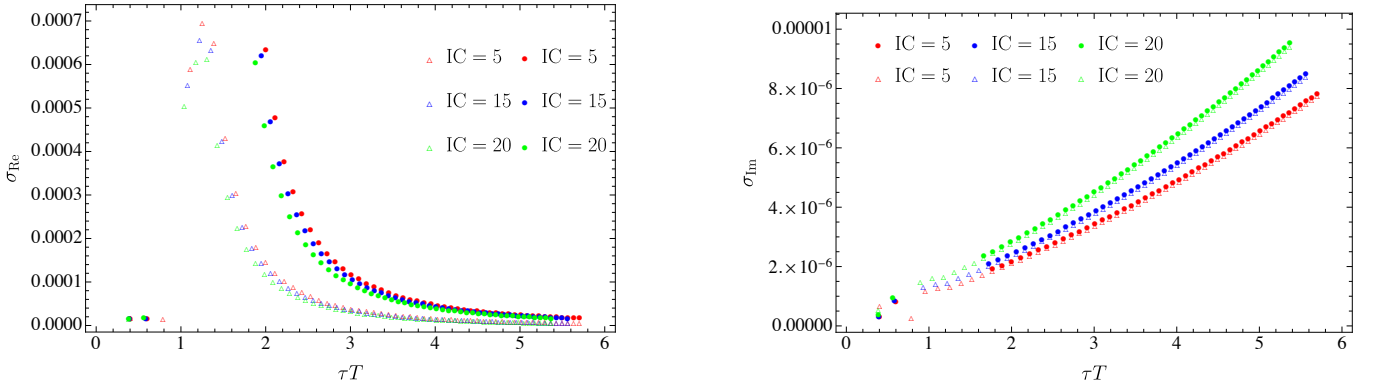 0.0007
0.0006
0.0005
0.0004
0.0003
0.0002
0.0001
0.0000
σRe
0 1 2 3 4 5 6
τT
IC = 5 IC = 5
IC = 15 IC = 15
IC = 20 IC = 20
0.00001
8.×10⁻⁶
6.×10⁻⁶
4.×10⁻⁶
2.×10⁻⁶
0.00000
σIm
0 1 2 3 4 5 6
τT
IC = 5 IC = 15 IC = 20
IC = 5 IC = 15 IC = 20